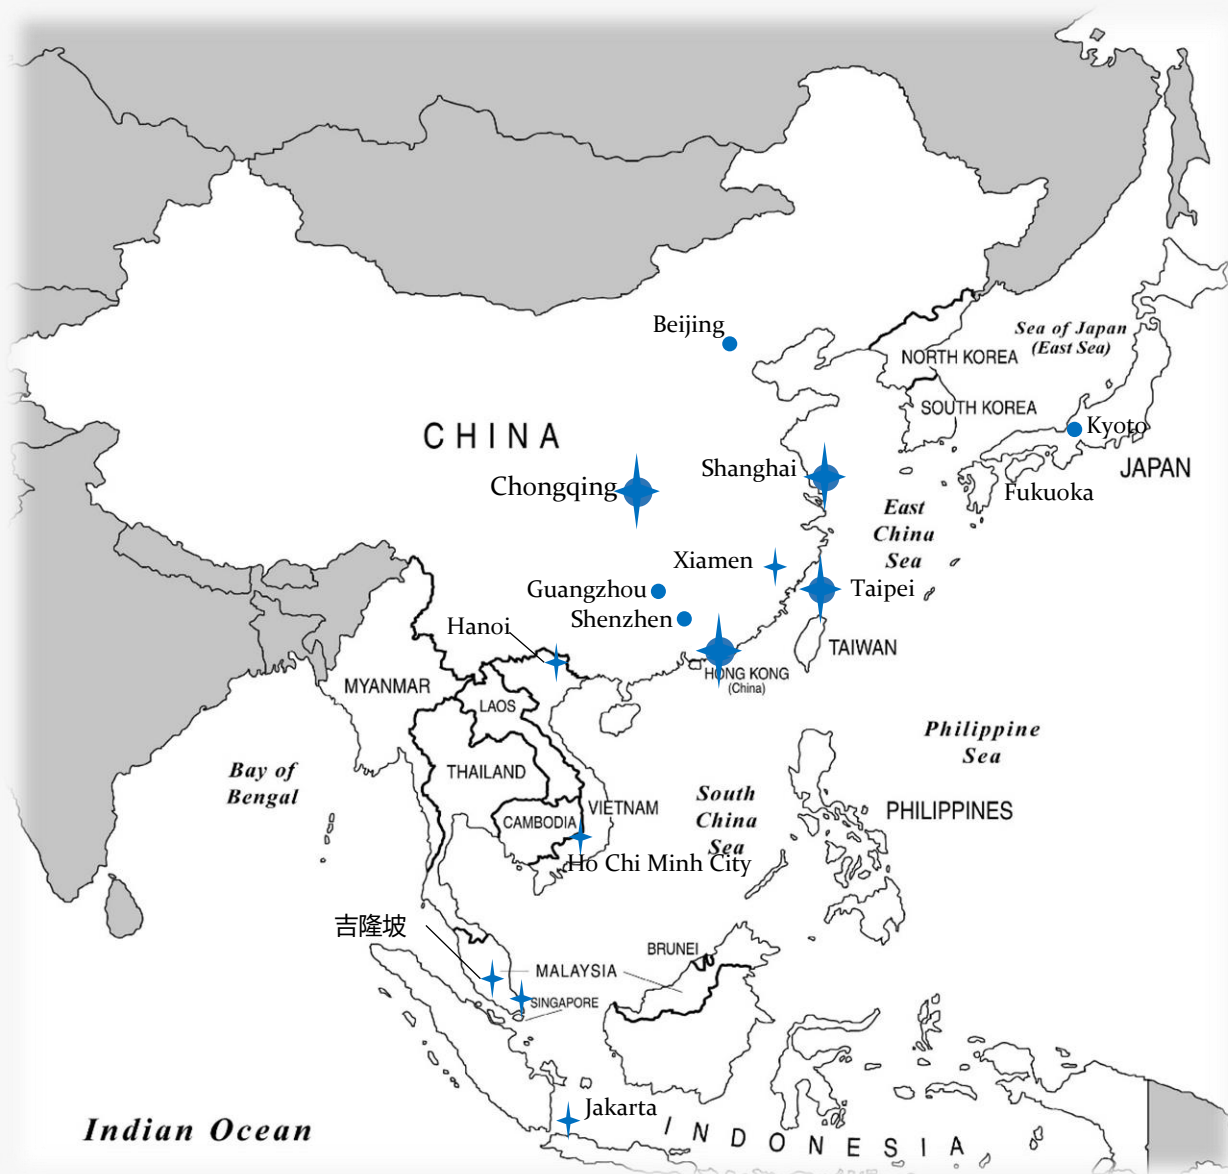 Beijing
Sea of Japan
(East Sea)
NORTH KOREA
SOUTH KOREA
Kyoto
CHINA
JAPAN
Shanghai
Chongqing
Fukuoka
East
China
Sea
Xiamen
Guangzhou
Taipei
Shenzhen
Hanoi
TAIWAN
HONG KONG
(China)
MYANMAR
LAOS
Philippine
Sea
Bay of
Bengal
THAILAND
South
China
Sea
VIETNAM
PHILIPPINES
CAMBODIA
Ho Chi Minh City
吉隆坡
BRUNEI
MALAYSIA
SINGAPORE
Jakarta
Indian Ocean
INDONESIA